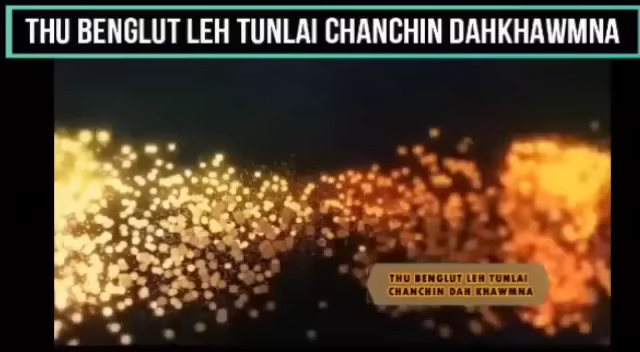 THU BENGLUT LEH TUNLAI CHANCHIN DAHKHAWMNA
THU BENGLUT LEH TUNLAI
CHANCHIN DAH KHAWMNA